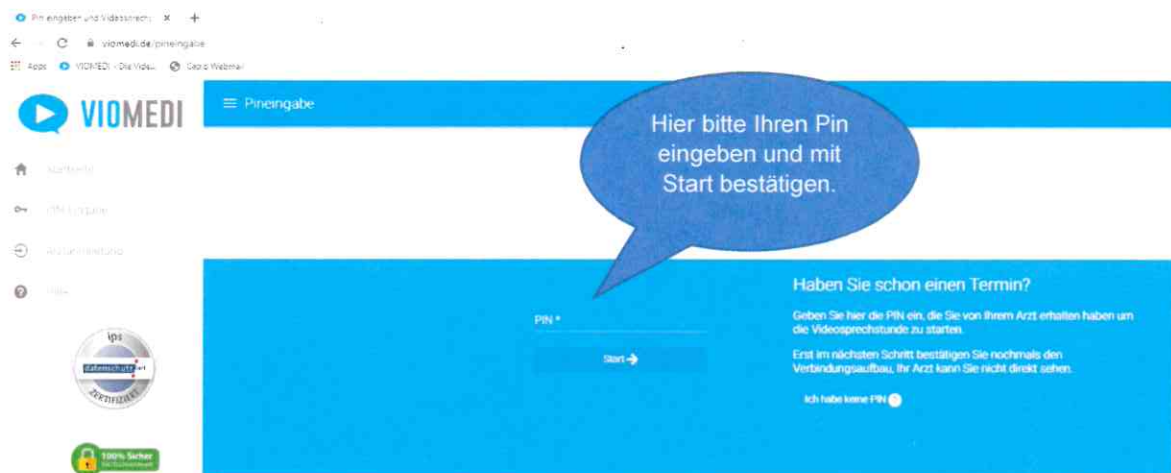 Pin eingeben und Videosprech
viomedi.de/pineingabe
Apps VIOMEDI - Die Vide... Webmail
VIOMEDI
Pineingabe
Hier bitte Ihren Pin
eingeben und mit
Start bestätigen.
Startseite
Haben Sie schon einen Termin?
PIN *
Geben Sie hier die PIN ein, die Sie von Ihrem Arzt erhalten haben um
die Videosprechstunde zu starten.
Start
Erst im nächsten Schritt bestätigen Sie nochmals den
Verbindungsaufbau, Ihr Arzt kann Sie nicht direkt sehen.
Ich habe keine PIN ?
ips
datenschutz cert
ZERTIFIZIERT
100% Sicher